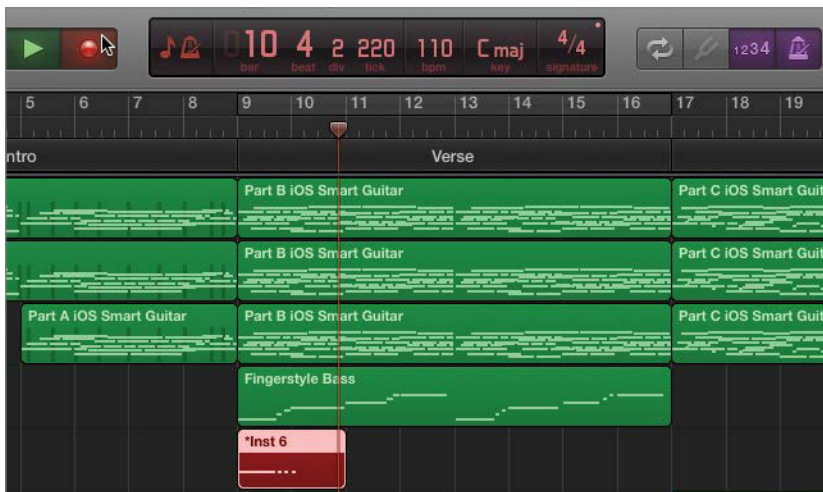 10 4 2 220 110 C maj 4/4 1234
bar beat div tick bpm key signature
5 6 7 8 9 10 11 12 13 14 15 16 17 18 19
ntro Verse
Part B iOS Smart Guitar Part C iOS Smart Guit
Part B iOS Smart Guitar Part C iOS Smart Guit
Part A iOS Smart Guitar Part B iOS Smart Guitar Part C iOS Smart Guit
Fingerstyle Bass
*Inst 6